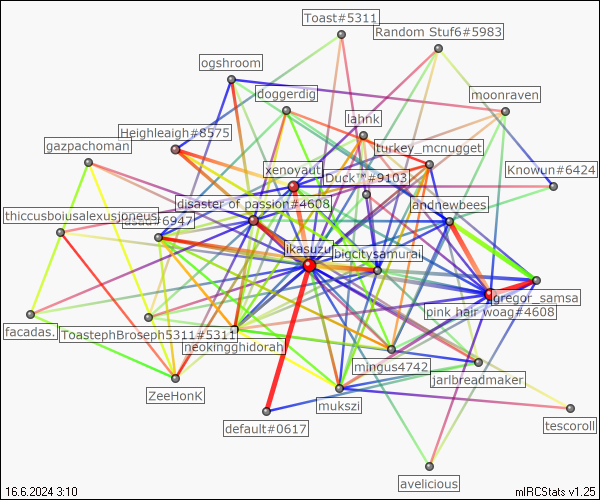 Toast#5311
Random Stuf6#5983
ogshroom
moonraven
doggerdig
lahnk
Heighleaigh#8575
gazpachoman
turkey_mcnugget
xenoyaut
Knowun#6424
Duck™#9103
disaster of passion#4608
andnewbees
thiccusboiusalexusjoneus
#6947
ikasuzu
bigcitysamurai
gregor_samsa
pink hair woag#4608
facadas.
ToastephBroseph5311#5311
neokingghidorah
mingus4742
jarlbreadmaker
ZeeHonK
mukszi
default#0617
tescoroll
avelicious
16.6.2024 3:10
mIRCStats v1.25